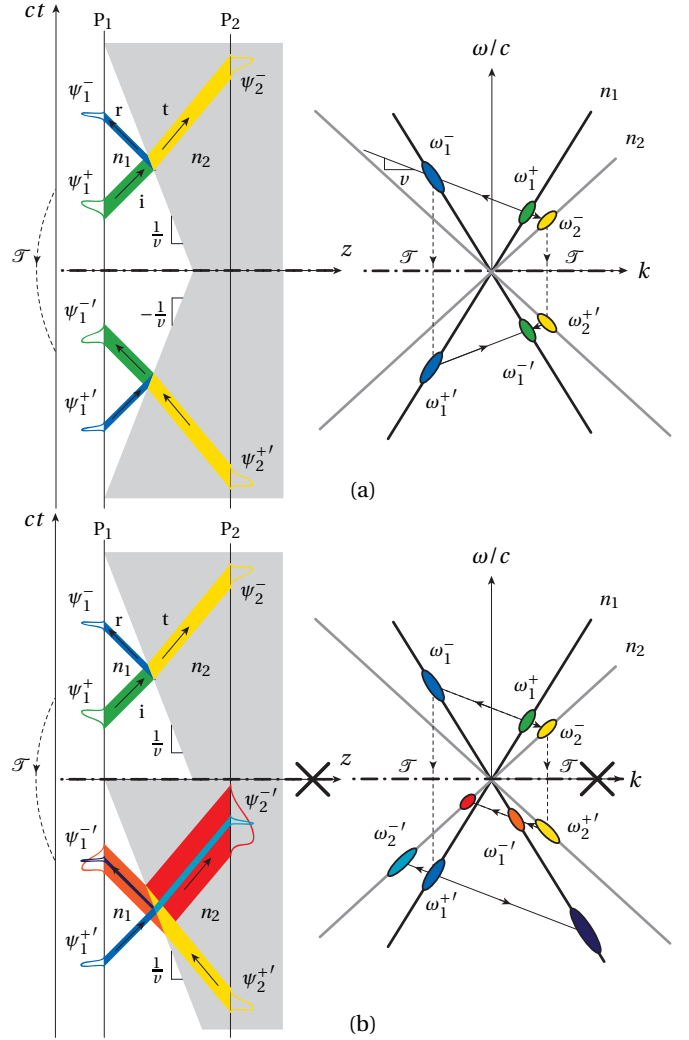 ct P₁ P₂ ω/c
ψ₁⁻ r t ψ₂⁻ n₁
n₁ n₂ ω₁⁻ n₂
ψ₁⁺ i v ω₁⁺ ω₂⁻
1/v
𝒯 z 𝒯 𝒯 k
−1/v
ψ₁⁻′ ω₂⁺′
ψ₁⁺′ ω₁⁺′ ω₁⁻′
ψ₂⁺′
(a)
ct P₁ P₂ ω/c
ψ₁⁻ r t ψ₂⁻ n₁
n₁ n₂ ω₁⁻ n₂
ψ₁⁺ i ω₁⁺ ω₂⁻
1/v
𝒯 z 𝒯 𝒯 k
ψ₂⁻′
ψ₁⁻′ ω₂⁻′ ω₁⁻′ ω₂⁺′
n₁ n₂ ω₁⁺′
ψ₁⁺′ 1/v ψ₂⁺′
(b)